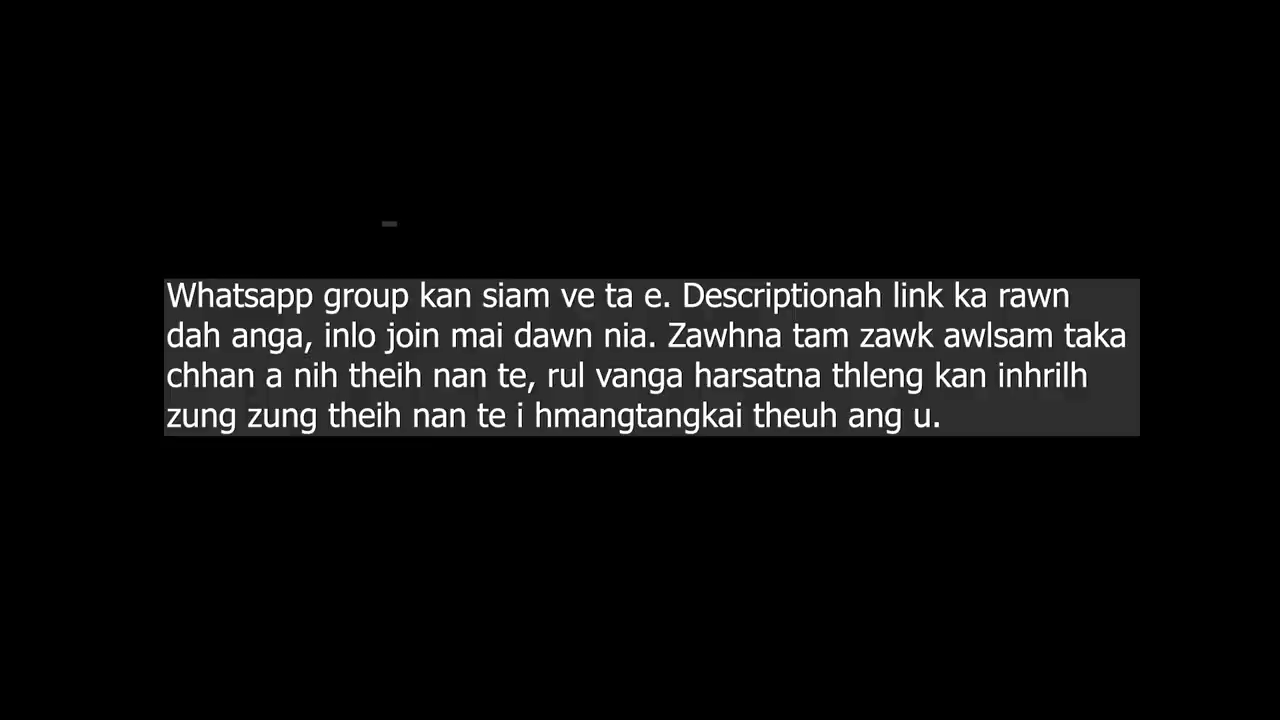 Whatsapp group kan siam ve ta e. Descriptionah link ka rawn
dah anga, inlo join mai dawn nia. Zawhna tam zawk awlsam taka
chhan a nih theih nan te, rul vanga harsatna thleng kan inhrilh
zung zung theih nan te i hmangtangkai theuh ang u.